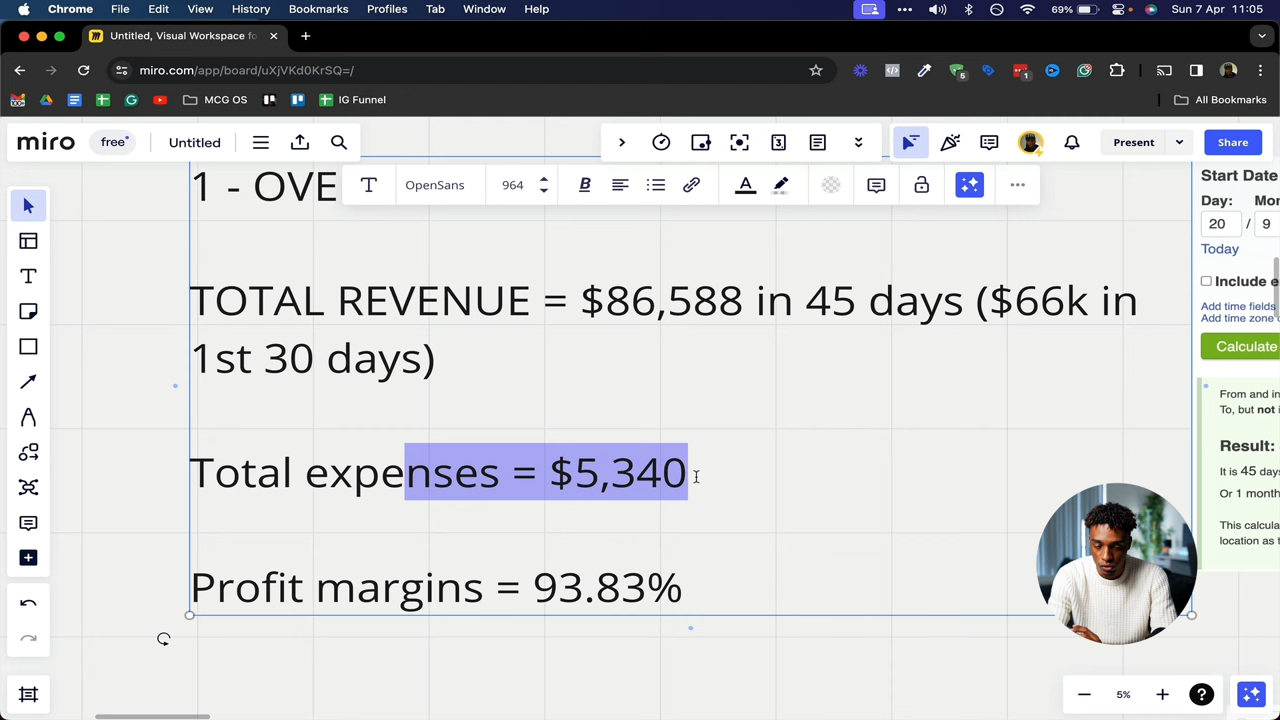 Chrome File Edit View History Bookmarks Profiles Tab Window Help 69% Sun 7 Apr 11:05
Untitled, Visual Workspace fo
miro.com/app/board/uXjVKd0KrSQ=/
5 1
MCG OS IG Funnel All Bookmarks
miro free Untitled 3 Present Share
1 - OVE
OpenSans 964 B A
Start Date
Day: Mon
20 / 9
Today
Include e
Add time fields
Add time zone
Calculate
TOTAL REVENUE = $86,588 in 45 days ($66k in
1st 30 days)
From and in
To, but not i
Result:
It is 45 days
Or 1 month
This calcula
location as t
Total expenses = $5,340
Profit margins = 93.83%
5% ?